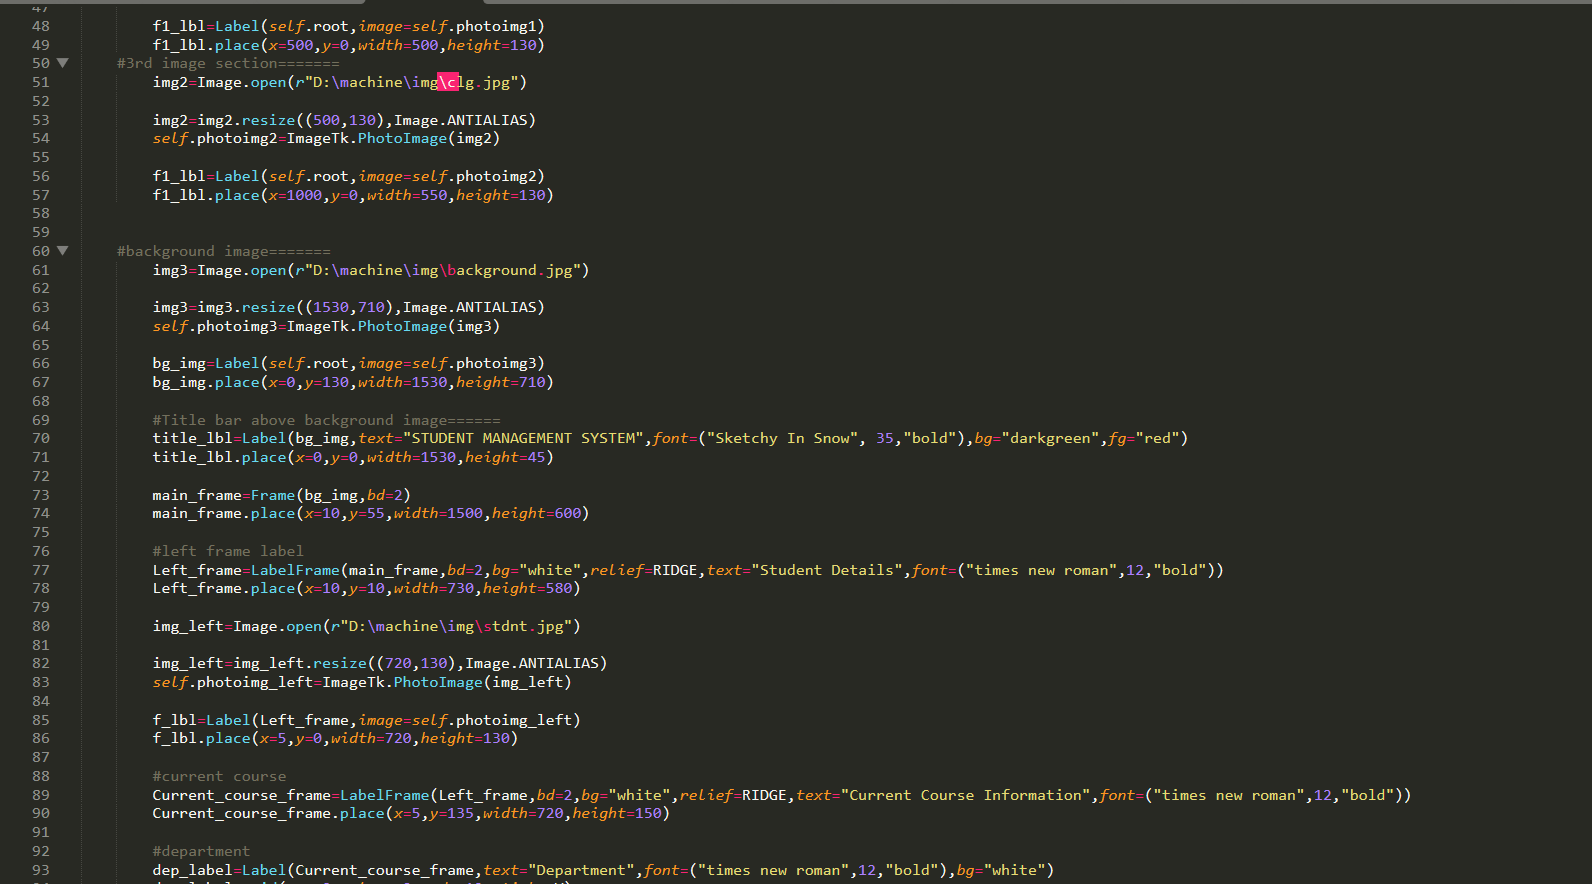 47
48 f1_lbl=Label(self.root,image=self.photoimg1)
49 f1_lbl.place(x=500,y=0,width=500,height=130)
50 #3rd image section=======
51 img2=Image.open(r"D:\machine\img\clg.jpg")
52
53 img2=img2.resize((500,130),Image.ANTIALIAS)
54 self.photoimg2=ImageTk.PhotoImage(img2)
55
56 f1_lbl=Label(self.root,image=self.photoimg2)
57 f1_lbl.place(x=1000,y=0,width=550,height=130)
58
59
60 #background image=======
61 img3=Image.open(r"D:\machine\img\background.jpg")
62
63 img3=img3.resize((1530,710),Image.ANTIALIAS)
64 self.photoimg3=ImageTk.PhotoImage(img3)
65
66 bg_img=Label(self.root,image=self.photoimg3)
67 bg_img.place(x=0,y=130,width=1530,height=710)
68
69 #Title bar above background image======
70 title_lbl=Label(bg_img,text="STUDENT MANAGEMENT SYSTEM",font=("Sketchy In Snow", 35,"bold"),bg="darkgreen",fg="red")
71 title_lbl.place(x=0,y=0,width=1530,height=45)
72
73 main_frame=Frame(bg_img,bd=2)
74 main_frame.place(x=10,y=55,width=1500,height=600)
75
76 #left frame label
77 Left_frame=LabelFrame(main_frame,bd=2,bg="white",relief=RIDGE,text="Student Details",font=("times new roman",12,"bold"))
78 Left_frame.place(x=10,y=10,width=730,height=580)
79
80 img_left=Image.open(r"D:\machine\img\stdnt.jpg")
81
82 img_left=img_left.resize((720,130),Image.ANTIALIAS)
83 self.photoimg_left=ImageTk.PhotoImage(img_left)
84
85 f_lbl=Label(Left_frame,image=self.photoimg_left)
86 f_lbl.place(x=5,y=0,width=720,height=130)
87
88 #current course
89 Current_course_frame=LabelFrame(Left_frame,bd=2,bg="white",relief=RIDGE,text="Current Course Information",font=("times new roman",12,"bold"))
90 Current_course_frame.place(x=5,y=135,width=720,height=150)
91
92 #department
93 dep_label=Label(Current_course_frame,text="Department",font=("times new roman",12,"bold"),bg="white")